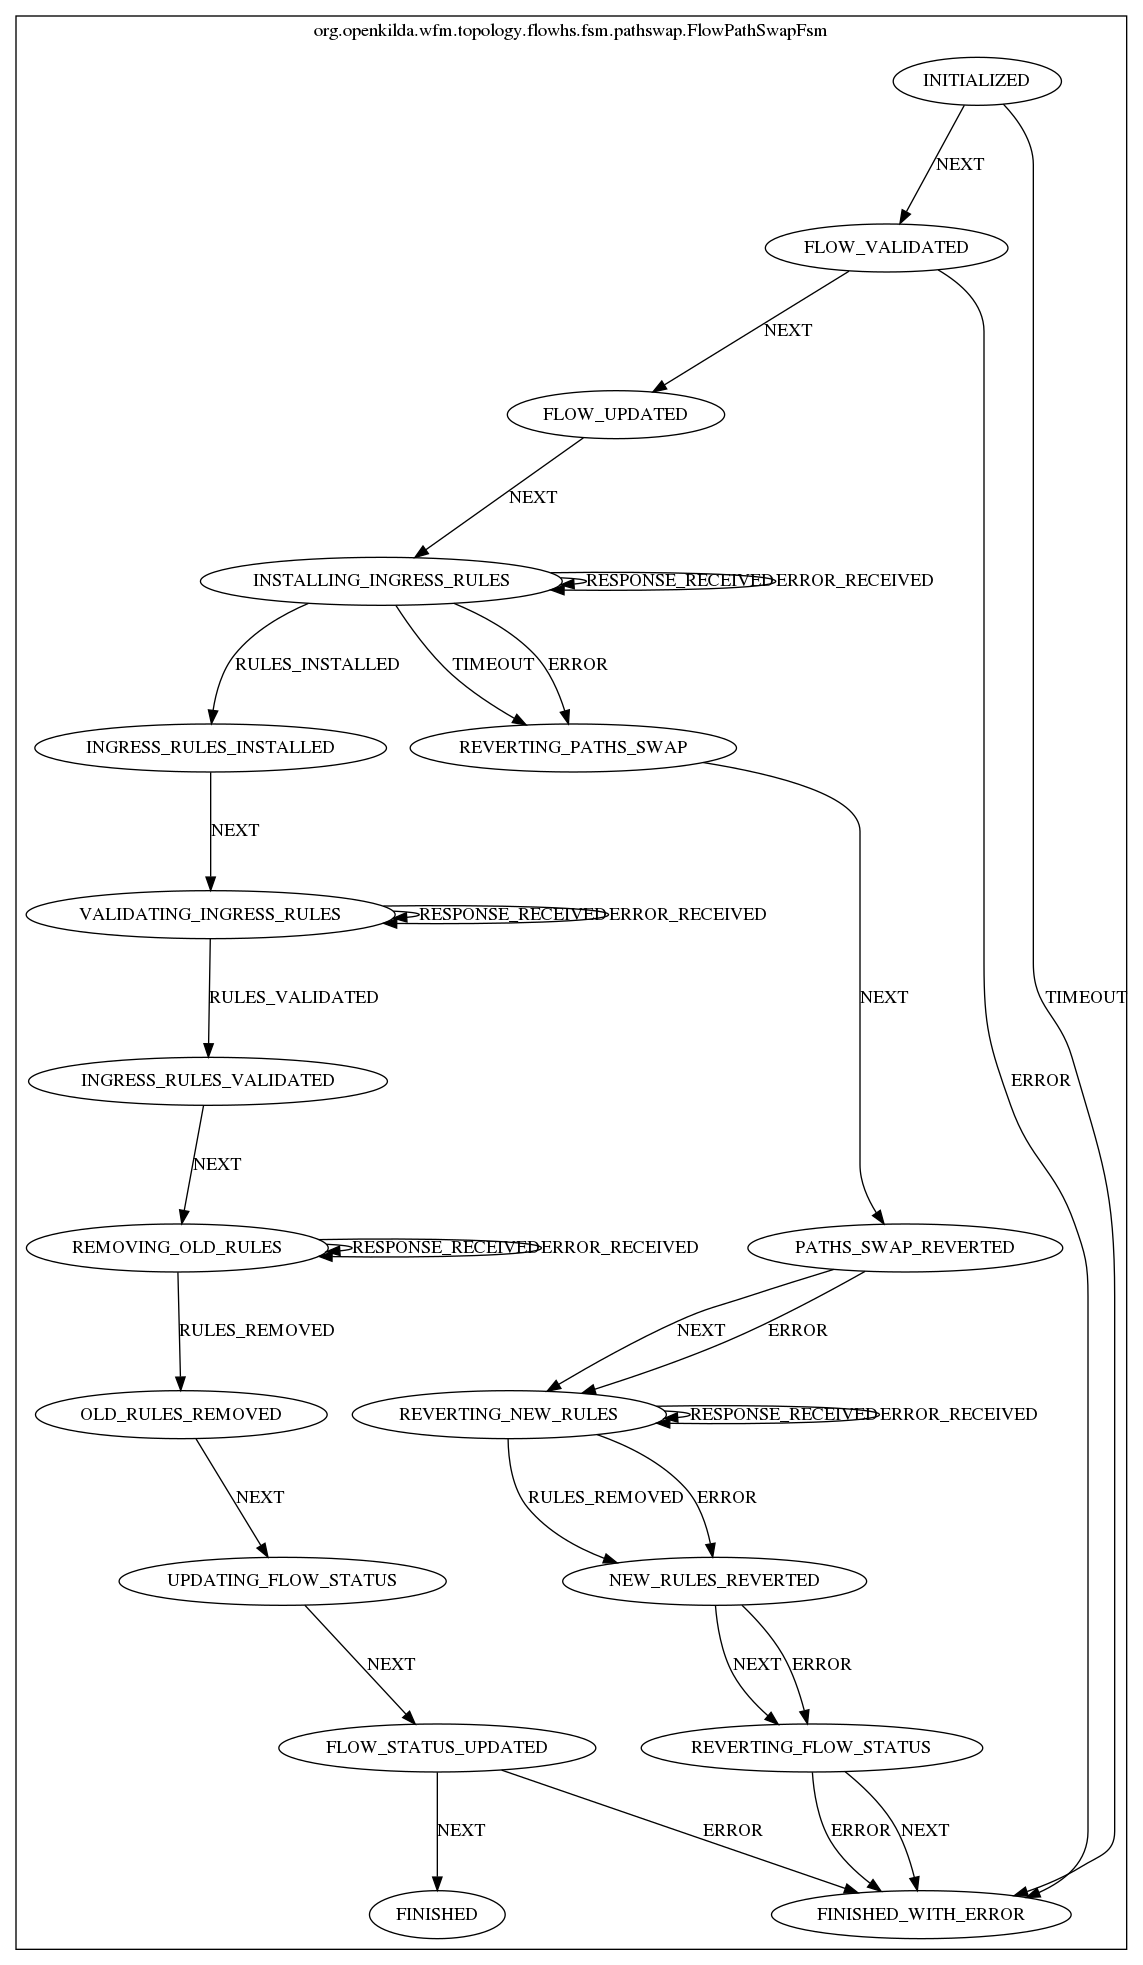 org.openkilda.wfm.topology.flowhs.fsm.pathswap.FlowPathSwapFsm
INITIALIZED
NEXT
FLOW_VALIDATED
NEXT
FLOW_UPDATED
NEXT
INSTALLING_INGRESS_RULES
RESPONSE_RECEIVED
ERROR_RECEIVED
RULES_INSTALLED
TIMEOUT
ERROR
INGRESS_RULES_INSTALLED
REVERTING_PATHS_SWAP
NEXT
VALIDATING_INGRESS_RULES
RESPONSE_RECEIVED
ERROR_RECEIVED
RULES_VALIDATED
NEXT
TIMEOUT
INGRESS_RULES_VALIDATED
ERROR
NEXT
REMOVING_OLD_RULES
RESPONSE_RECEIVED
ERROR_RECEIVED
PATHS_SWAP_REVERTED
RULES_REMOVED
NEXT
ERROR
OLD_RULES_REMOVED
REVERTING_NEW_RULES
RESPONSE_RECEIVED
ERROR_RECEIVED
NEXT
RULES_REMOVED
ERROR
UPDATING_FLOW_STATUS
NEW_RULES_REVERTED
NEXT
NEXT
ERROR
FLOW_STATUS_UPDATED
REVERTING_FLOW_STATUS
NEXT
ERROR
ERROR
NEXT
FINISHED
FINISHED_WITH_ERROR